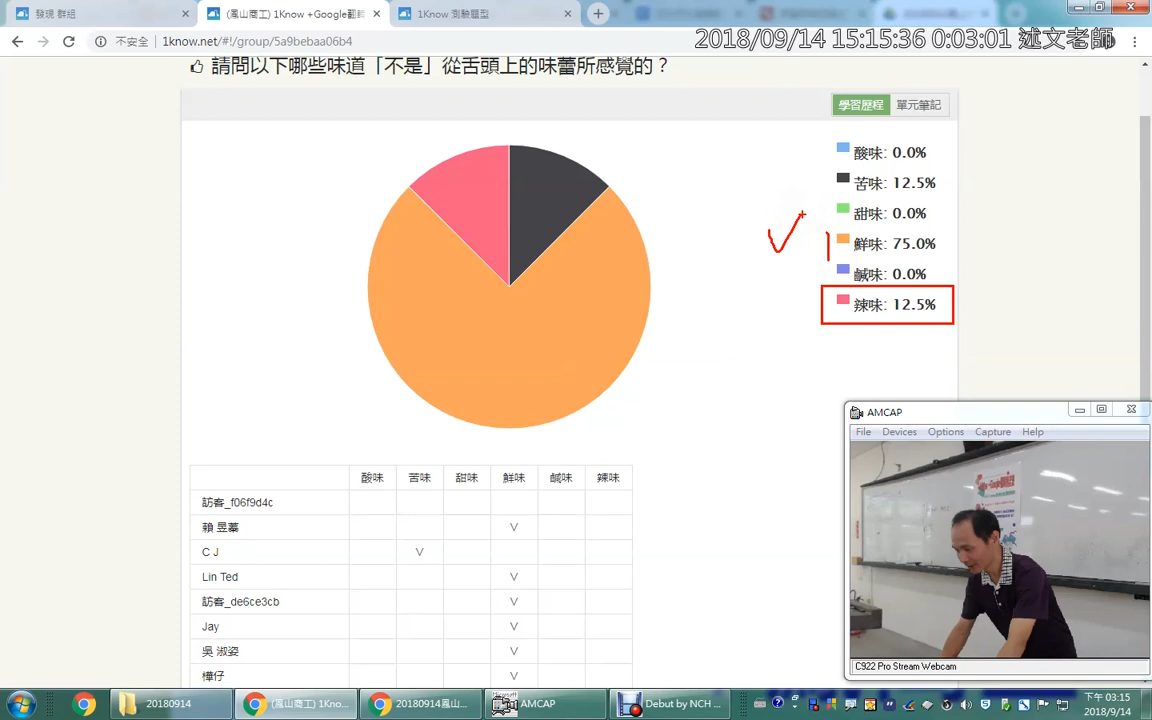 發現 群組
(鳳山商工) 1Know +Google翻轉
1Know 測驗題型
不安全
1know.net/#!/group/5a9bebaa06b4
2018/09/14 15:15:36 0:03:01 述文老師
請問以下哪些味道「不是」從舌頭上的味蕾所感覺的？
學習歷程
單元筆記
酸味: 0.0%
苦味: 12.5%
甜味: 0.0%
鮮味: 75.0%
鹹味: 0.0%
辣味: 12.5%
AMCAP
File Devices Options Capture Help
酸味 苦味 甜味 鮮味 鹹味 辣味
訪客_f06f9d4c
賴 昱蓁 V
C J V
Lin Ted V
訪客_de6ce3cb V
Jay V
吳 淑姿 V
樺仔 V
C922 Pro Stream Webcam
20180914
(鳳山商工) 1Kno...
20180914鳳山...
AMCAP
Debut by NCH ...
下午 03:15
2018/9/14